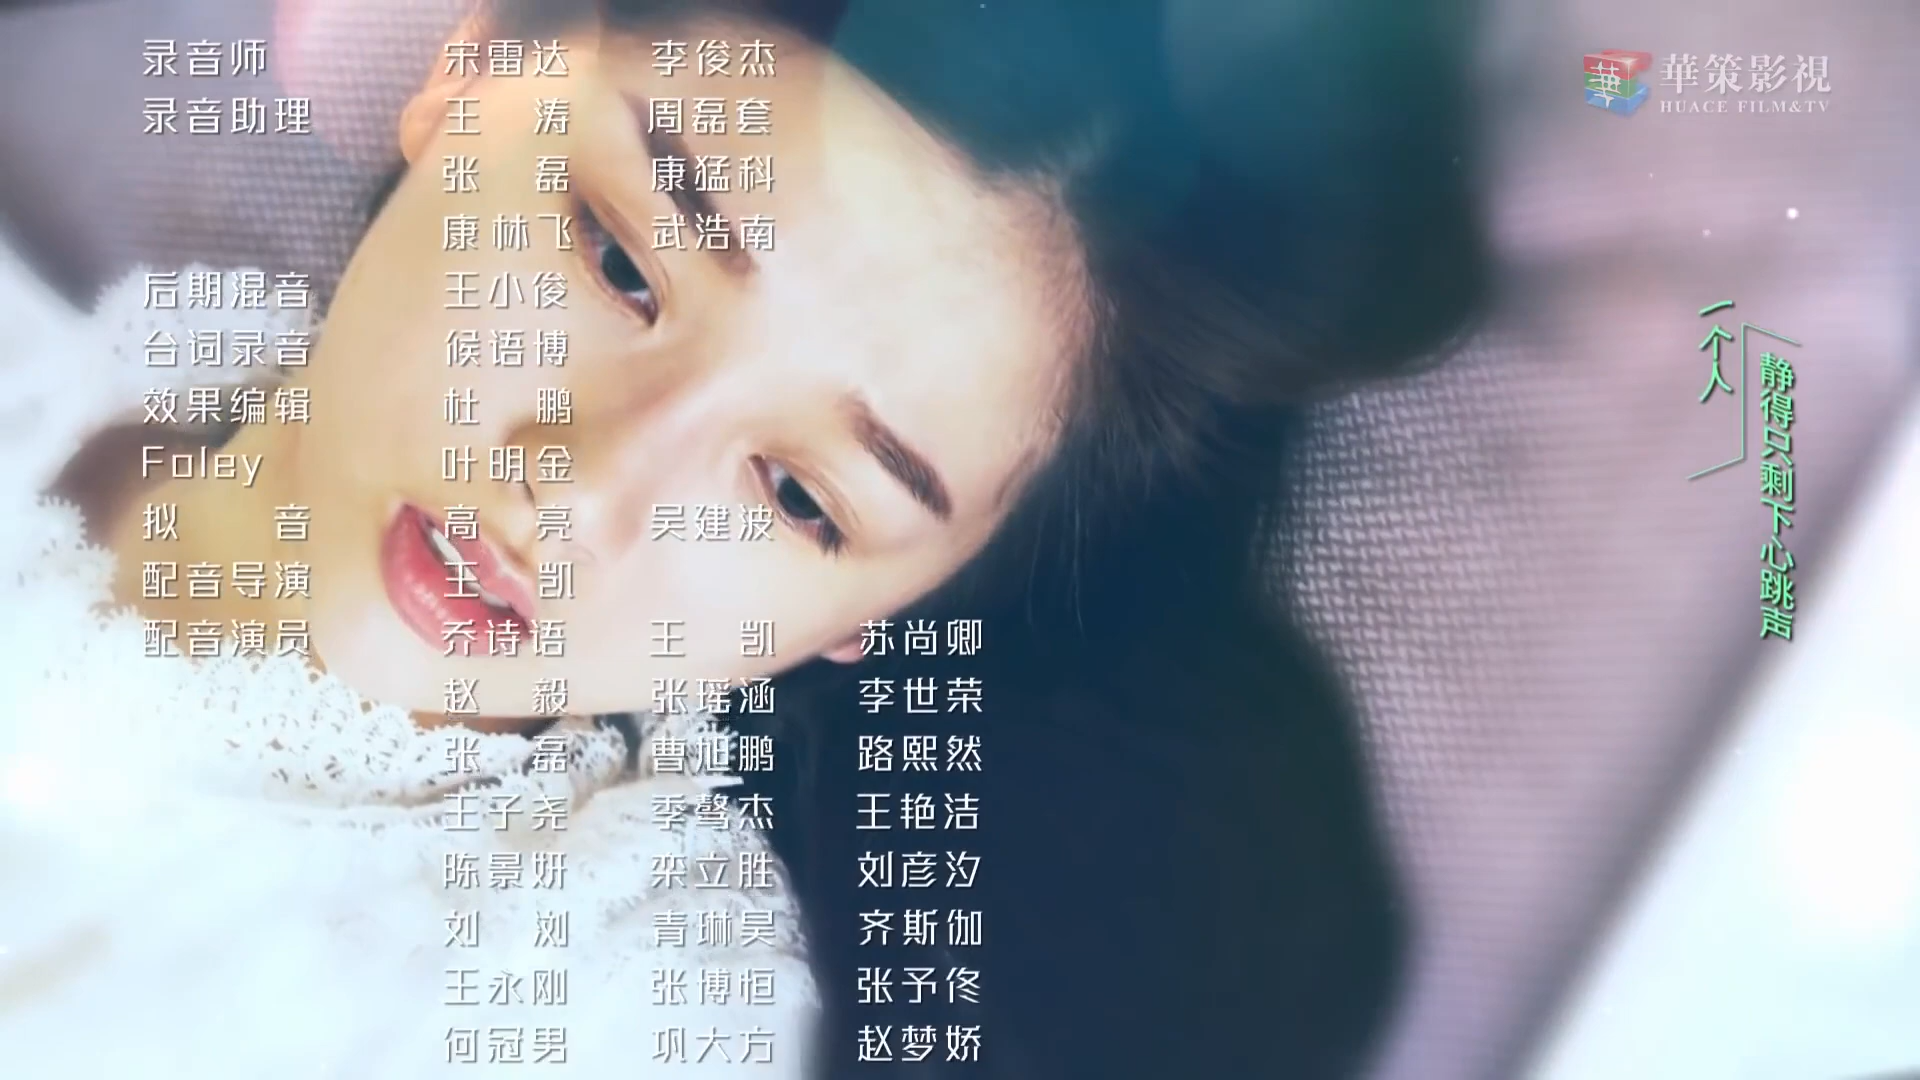 录音师 宋雷达 李俊杰
录音助理 王涛 周磊套
张磊 康猛科
康林飞 武浩南
后期混音 王小俊
台词录音 候语博
效果编辑 杜鹏
Foley 叶明金
拟音 高亮 吴建波
配音导演 王凯
配音演员 乔诗语 王凯 苏尚卿
赵毅 张瑶涵 李世荣
张磊 曹旭鹏 路熙然
王子尧 季骜杰 王艳洁
陈景妍 栾立胜 刘彦汐
刘浏 青琳昊 齐斯伽
王永刚 张博恒 张予佟
何冠男 巩大方 赵梦娇
華策影視
HUACE FILM&TV
一个人
静得只剩下心跳声